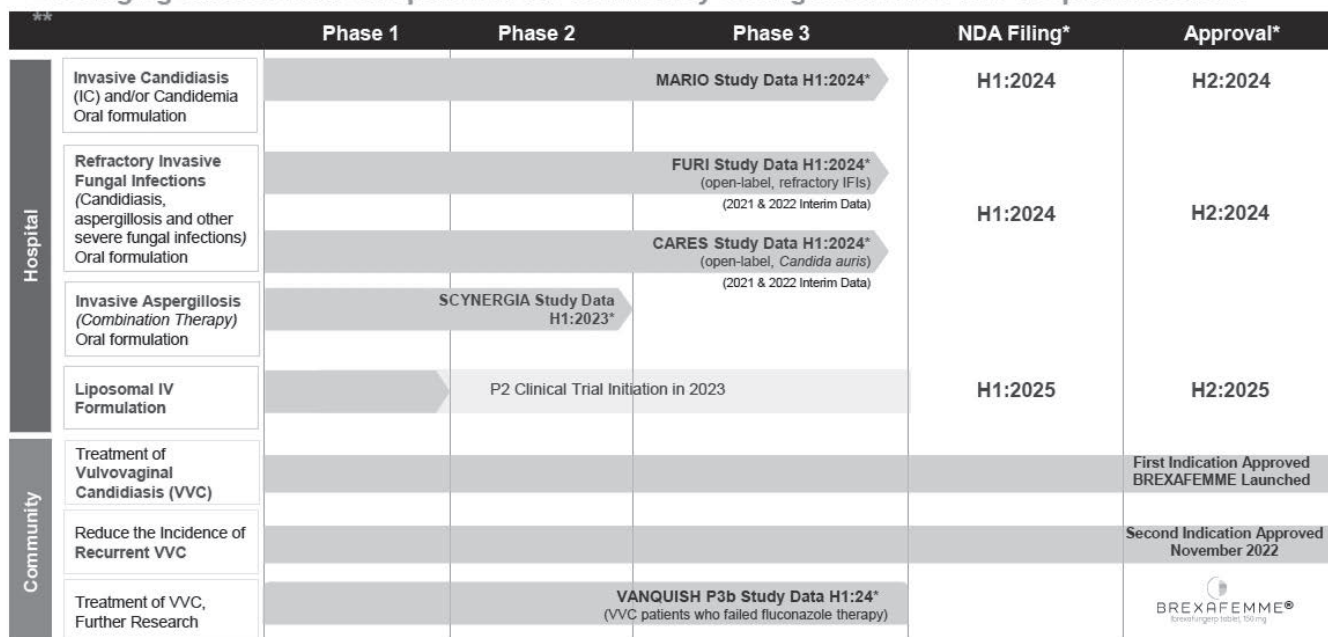 **
Phase 1 Phase 2 Phase 3 NDA Filing* Approval*
Hospital
Invasive Candidiasis
(IC) and/or Candidemia
Oral formulation
MARIO Study Data H1:2024*
H1:2024
H2:2024
Refractory Invasive
Fungal Infections
(Candidiasis,
aspergillosis and other
severe fungal infections)
Oral formulation
FURI Study Data H1:2024*
(open-label, refractory IFIs)
(2021 & 2022 Interim Data)
CARES Study Data H1:2024*
(open-label, Candida auris)
(2021 & 2022 Interim Data)
H1:2024
H2:2024
Invasive Aspergillosis
(Combination Therapy)
Oral formulation
SCYNERGIA Study Data
H1:2023*
Liposomal IV
Formulation
P2 Clinical Trial Initiation in 2023
H1:2025
H2:2025
Community
Treatment of
Vulvovaginal
Candidiasis (VVC)
First Indication Approved
BREXAFEMME Launched
Reduce the Incidence of
Recurrent VVC
Second Indication Approved
November 2022
Treatment of VVC,
Further Research
VANQUISH P3b Study Data H1:24*
(VVC patients who failed fluconazole therapy)
BREXAFEMME®
ibrexafungerp tablet, 150 mg